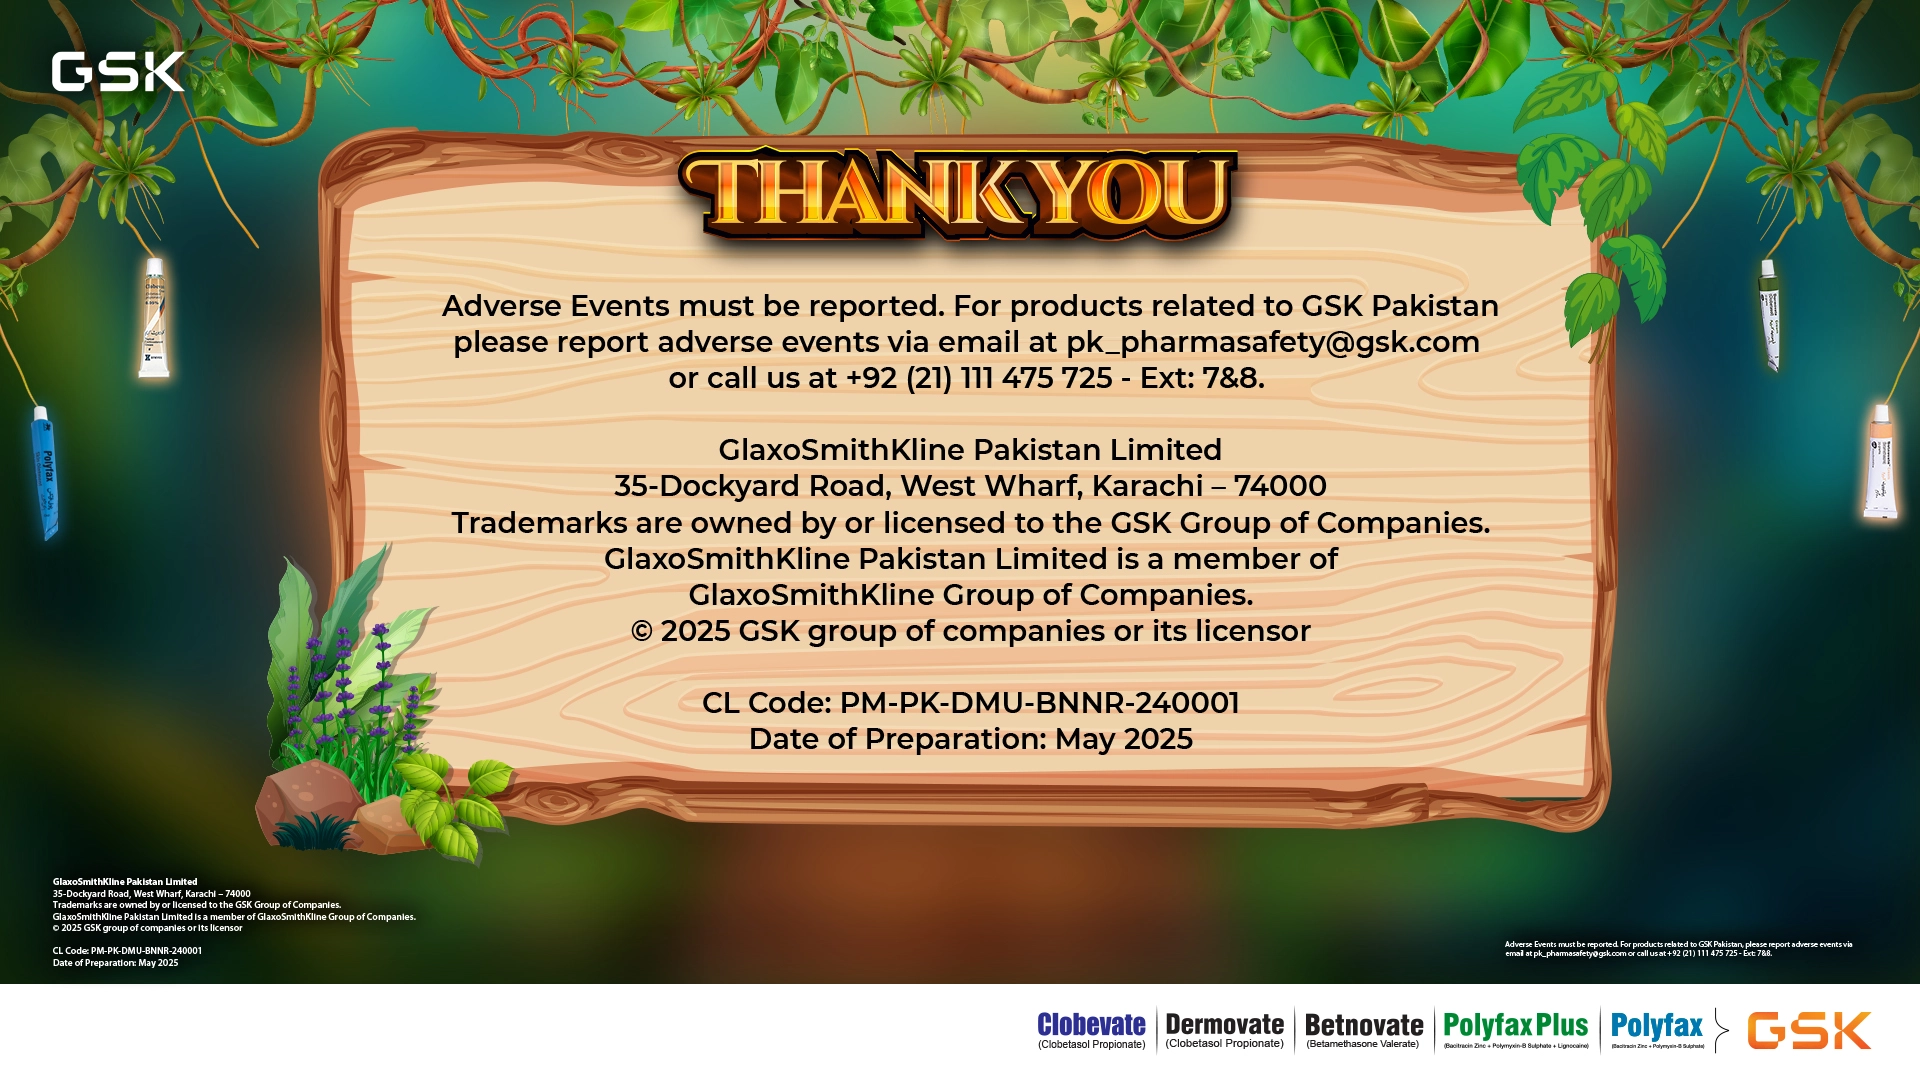 GSK
THANK YOU
Adverse Events must be reported. For products related to GSK Pakistan
please report adverse events via email at pk_pharmasafety@gsk.com
or call us at +92 (21) 111 475 725 - Ext: 7&8.
GlaxoSmithKline Pakistan Limited
35-Dockyard Road, West Wharf, Karachi – 74000
Trademarks are owned by or licensed to the GSK Group of Companies.
GlaxoSmithKline Pakistan Limited is a member of
GlaxoSmithKline Group of Companies.
© 2025 GSK group of companies or its licensor
CL Code: PM-PK-DMU-BNNR-240001
Date of Preparation: May 2025
Polyfax
GlaxoSmithKline Pakistan Limited
35-Dockyard Road, West Wharf, Karachi – 74000
Trademarks are owned by or licensed to the GSK Group of Companies.
GlaxoSmithKline Pakistan Limited is a member of GlaxoSmithKline Group of Companies.
© 2025 GSK group of companies or its licensor
CL Code: PM-PK-DMU-BNNR-240001
Date of Preparation: May 2025
Adverse Events must be reported. For products related to GSK Pakistan, please report adverse events via
email at pk_pharmasafety@gsk.com or call us at +92 (21) 111 475 725 - Ext: 7&8.
Clobevate
(Clobetasol Propionate)
Dermovate
(Clobetasol Propionate)
Betnovate
(Betamethasone Valerate)
Polyfax Plus
(Bacitracin Zinc + Polymyxin-B Sulphate + Lignocaine)
Polyfax
(Bacitracin Zinc + Polymyxin-B Sulphate)
GSK